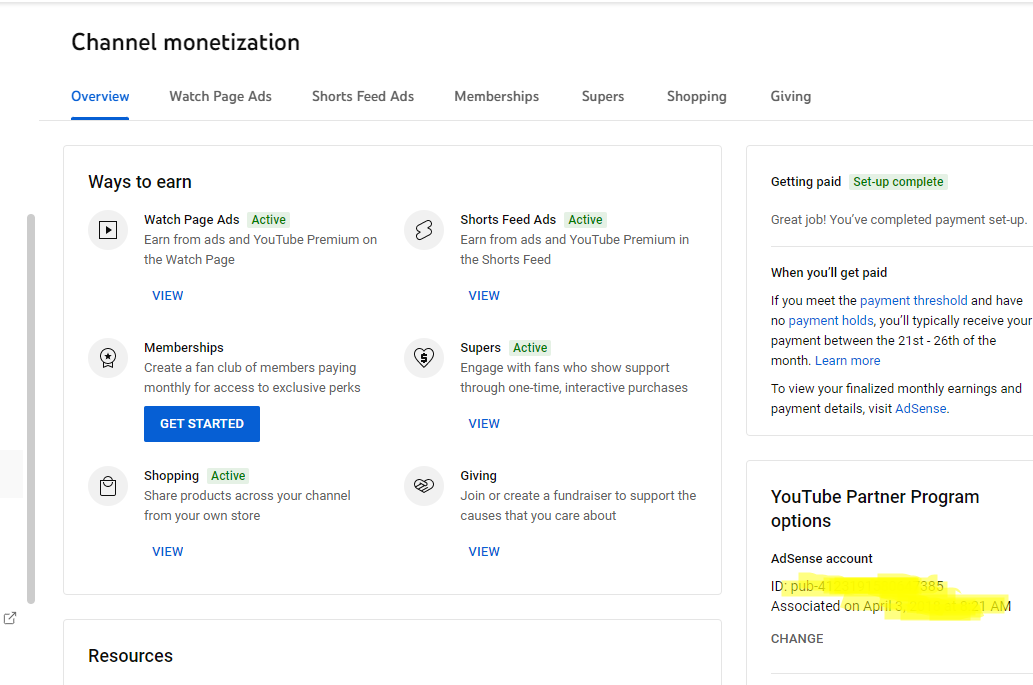 Channel monetization
Overview
Watch Page Ads
Shorts Feed Ads
Memberships
Supers
Shopping
Giving
Ways to earn
Watch Page Ads Active
Earn from ads and YouTube Premium on
the Watch Page
VIEW
Shorts Feed Ads Active
Earn from ads and YouTube Premium in
the Shorts Feed
VIEW
Memberships
Create a fan club of members paying
monthly for access to exclusive perks
GET STARTED
Supers Active
Engage with fans who show support
through one-time, interactive purchases
VIEW
Shopping Active
Share products across your channel
from your own store
VIEW
Giving
Join or create a fundraiser to support the
causes that you care about
VIEW
Resources
Getting paid Set-up complete
Great job! You’ve completed payment set-up.
When you’ll get paid
If you meet the payment threshold and have
no payment holds, you’ll typically receive your
payment between the 21st - 26th of the
month. Learn more
To view your finalized monthly earnings and
payment details, visit AdSense.
YouTube Partner Program
options
AdSense account
ID:
Associated on April 3, AM
CHANGE